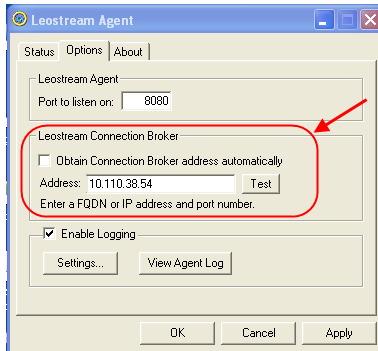 Leostream Agent
Status Options About
Leostream Agent
Port to listen on: 8080
Leostream Connection Broker
Obtain Connection Broker address automatically
Address: 10.110.38.54 Test
Enter a FQDN or IP address and port number.
Enable Logging
Settings... View Agent Log
OK Cancel Apply